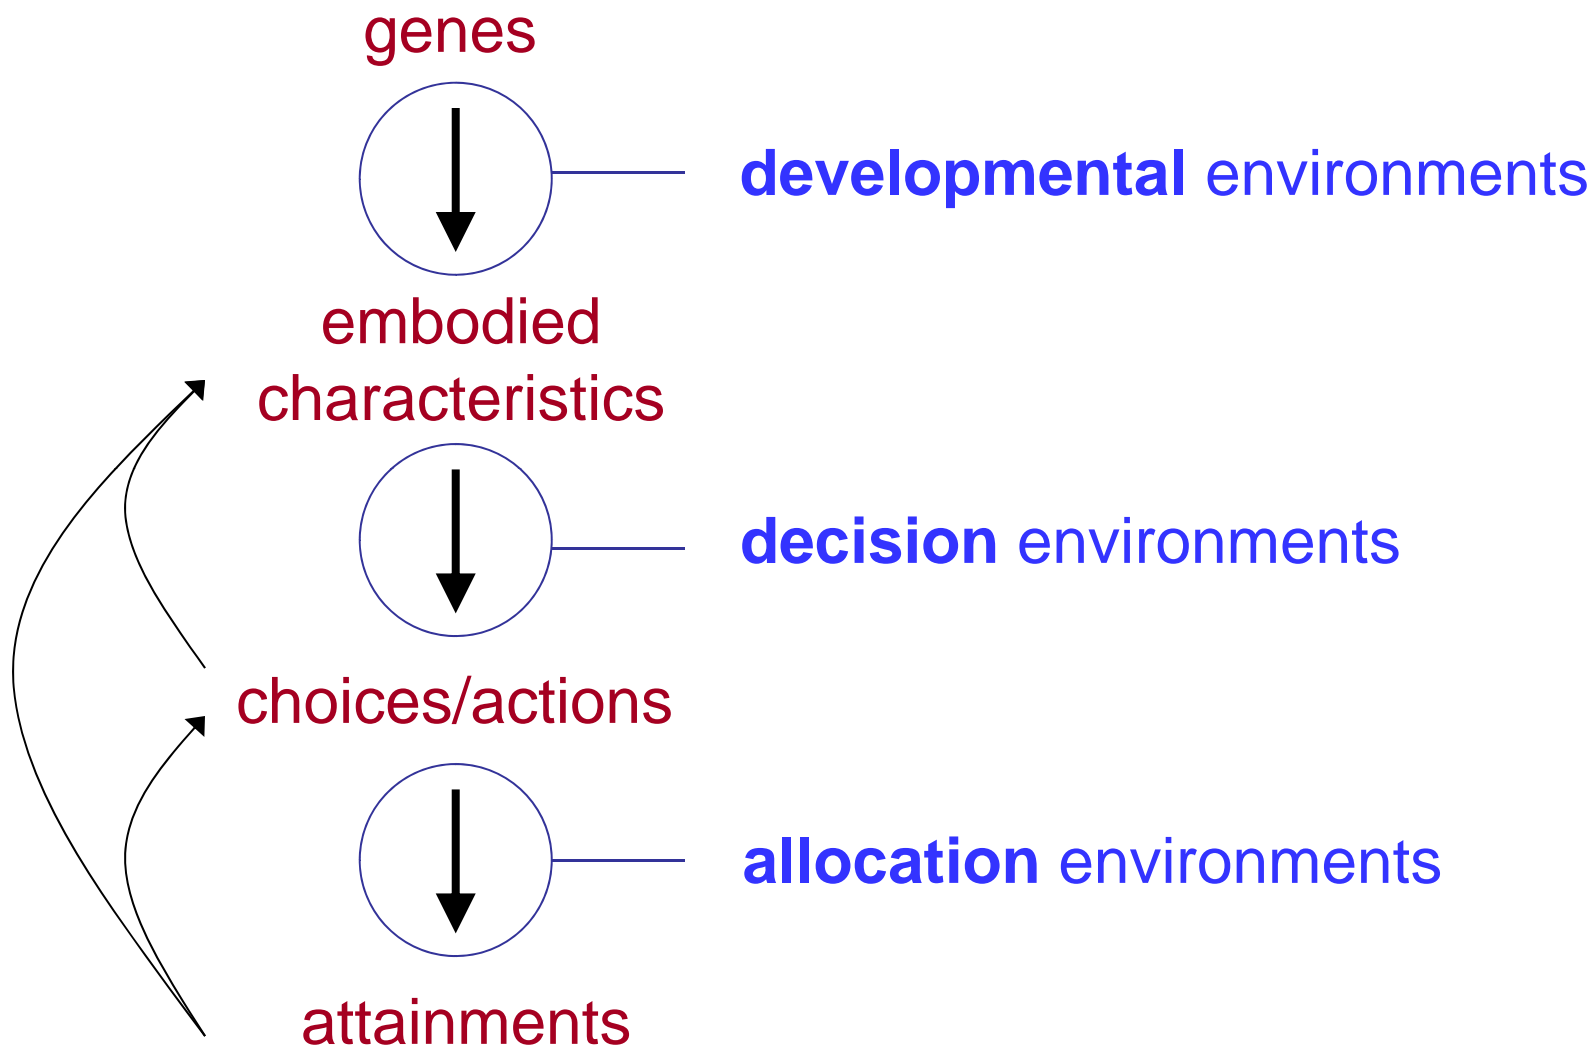 genes
developmental environments
embodied
characteristics
decision environments
choices/actions
allocation environments
attainments